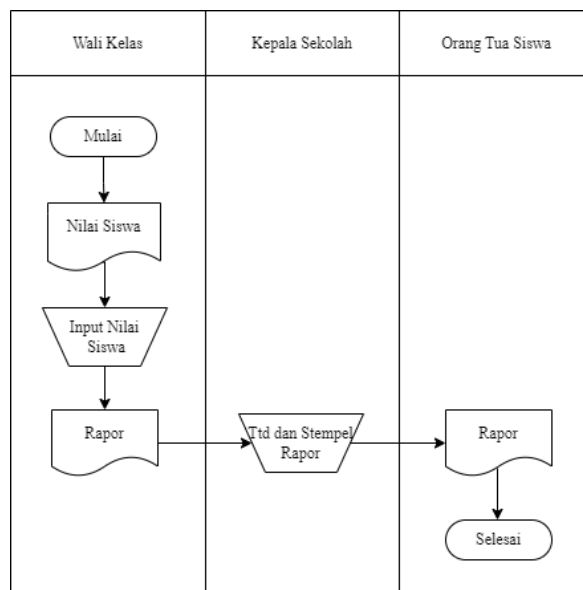 Wali Kelas
Kepala Sekolah
Orang Tua Siswa
Mulai
Nilai Siswa
Input Nilai
Siswa
Rapor
Ttd dan Stempel
Rapor
Rapor
Selesai